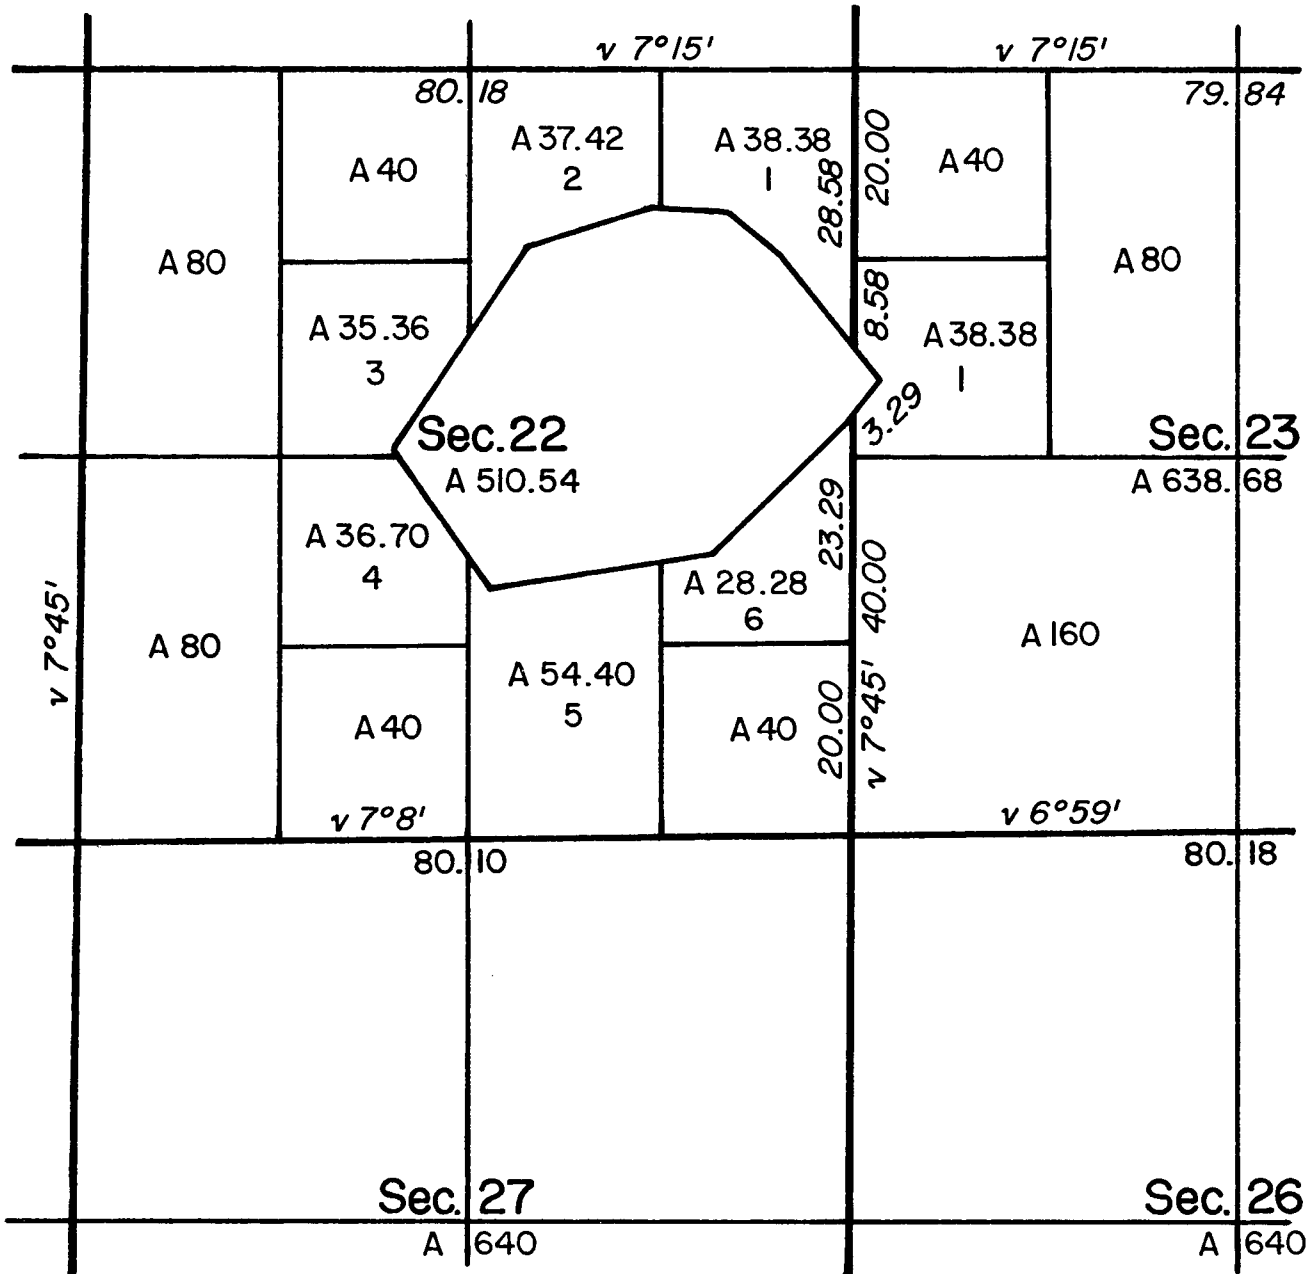 v 7°15'
v 7°15'
80.18
79.84
A 40
A 37.42
2
A 38.38
1
28.58
20.00
A 40
A 80
A 80
A 35.36
3
8.58
A 38.38
1
3.29
Sec. 22
A 510.54
Sec. 23
A 638.68
A 36.70
4
23.29
40.00
A 28.28
6
v 7°45'
A 80
A 160
A 54.40
5
A 40
A 40
20.00
v 7°45'
v 7°8'
v 6°59'
80.10
80.18
Sec. 27
A 640
Sec. 26
A 640